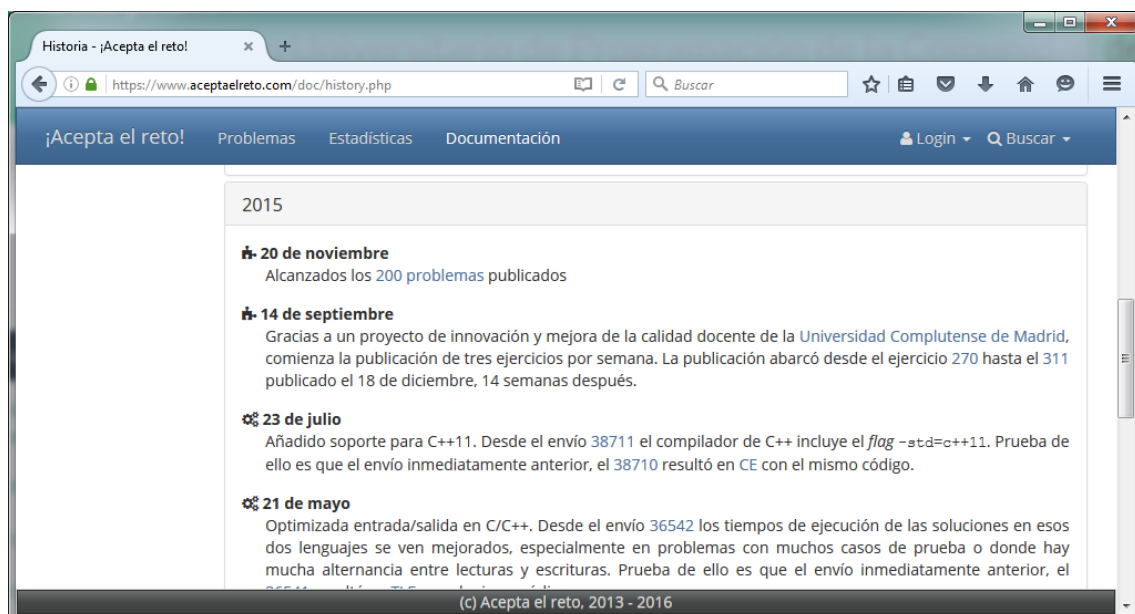 Historia - ¡Acepta el reto!
https://www.aceptaelreto.com/doc/history.php
Buscar
¡Acepta el reto! Problemas Estadísticas Documentación Login Buscar
2015
20 de noviembre
Alcanzados los 200 problemas publicados
14 de septiembre
Gracias a un proyecto de innovación y mejora de la calidad docente de la Universidad Complutense de Madrid,
comienza la publicación de tres ejercicios por semana. La publicación abarcó desde el ejercicio 270 hasta el 311
publicado el 18 de diciembre, 14 semanas después.
23 de julio
Añadido soporte para C++11. Desde el envío 38711 el compilador de C++ incluye el flag -std=c++11. Prueba de
ello es que el envío inmediatamente anterior, el 38710 resultó en CE con el mismo código.
21 de mayo
Optimizada entrada/salida en C/C++. Desde el envío 36542 los tiempos de ejecución de las soluciones en esos
dos lenguajes se ven mejorados, especialmente en problemas con muchos casos de prueba o donde hay
mucha alternancia entre lecturas y escrituras. Prueba de ello es que el envío inmediatamente anterior, el
(c) Acepta el reto, 2013 - 2016